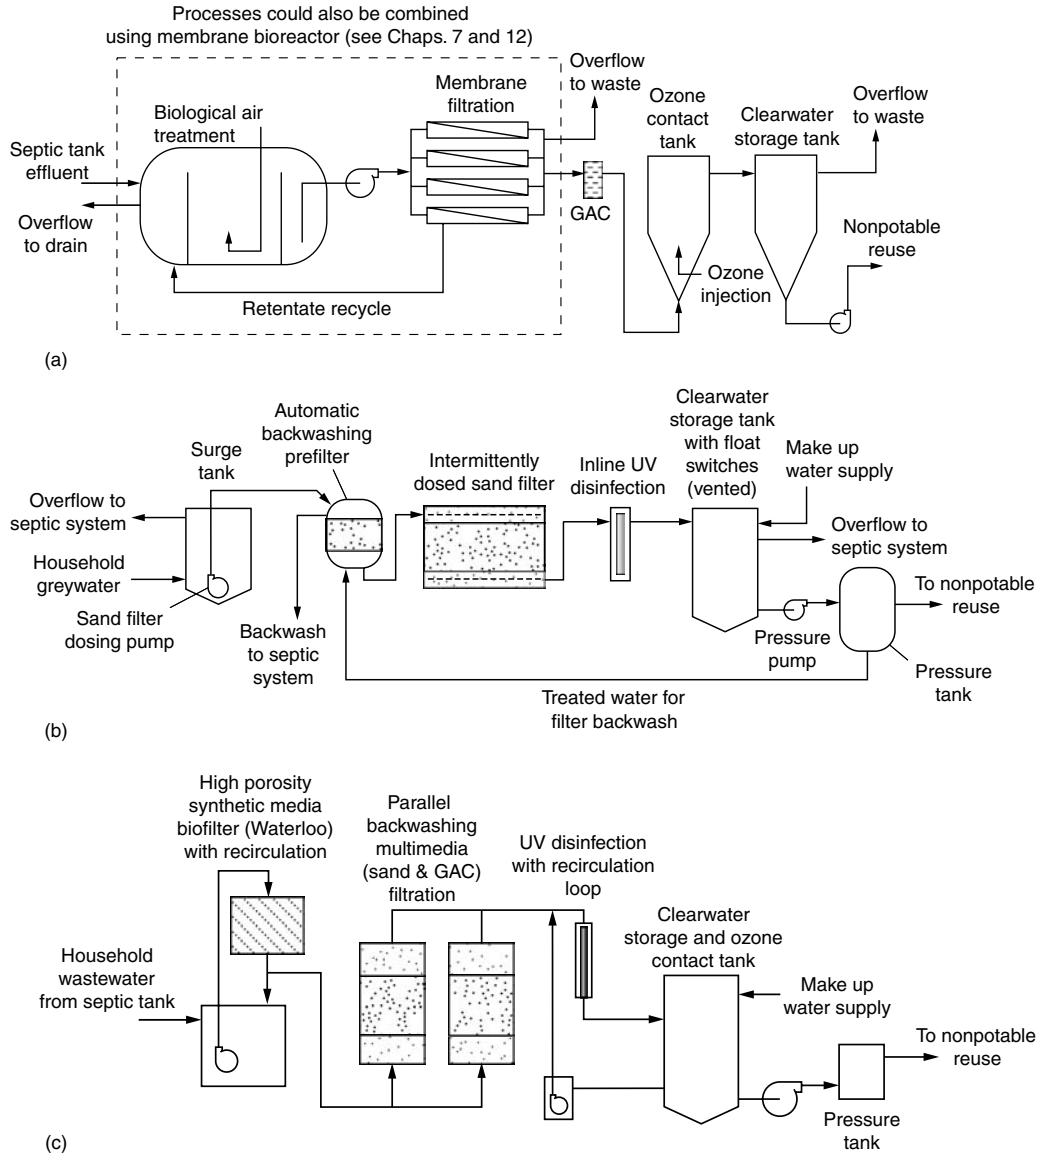 Processes could also be combined
using membrane bioreactor (see Chaps. 7 and 12)
Overflow
to waste
Membrane
filtration
Biological air
treatment
Ozone
contact
tank
Clearwater
storage tank
Overflow
to waste
Septic tank
effluent
Overflow
to drain
GAC
Nonpotable
reuse
Ozone
injection
Retentate recycle
(a)
Automatic
backwashing
prefilter
Surge
tank
Intermittently
dosed sand filter
Inline UV
disinfection
Clearwater
storage tank
with float
switches
(vented)
Make up
water supply
Overflow to
septic system
Household
greywater
Sand filter
dosing pump
Backwash
to septic
system
Overflow to
septic system
To nonpotable
reuse
Pressure
pump
Pressure
tank
Treated water for
filter backwash
(b)
High porosity
synthetic media
biofilter (Waterloo)
with recirculation
Parallel
backwashing
multimedia
(sand & GAC)
filtration
UV disinfection
with recirculation
loop
Clearwater
storage and ozone
contact tank
Household
wastewater
from septic tank
Make up
water supply
To nonpotable
reuse
Pressure
tank
(c)